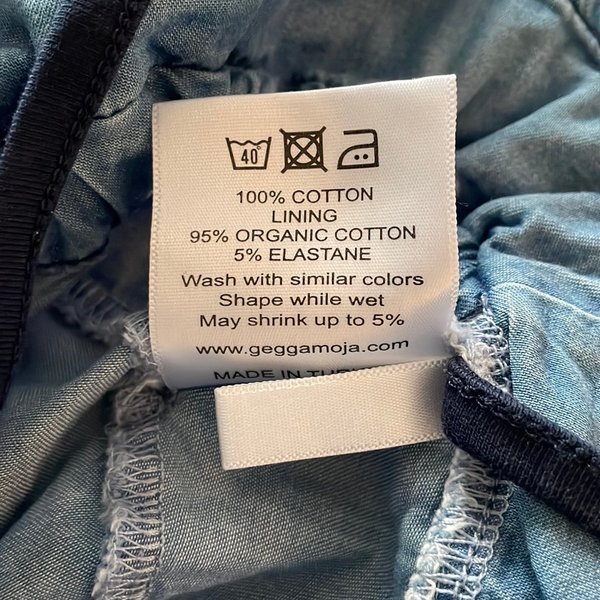 40°
100% COTTON
LINING
95% ORGANIC COTTON
5% ELASTANE
Wash with similar colors
Shape while wet
May shrink up to 5%
www.geggamoja.com
MADE IN